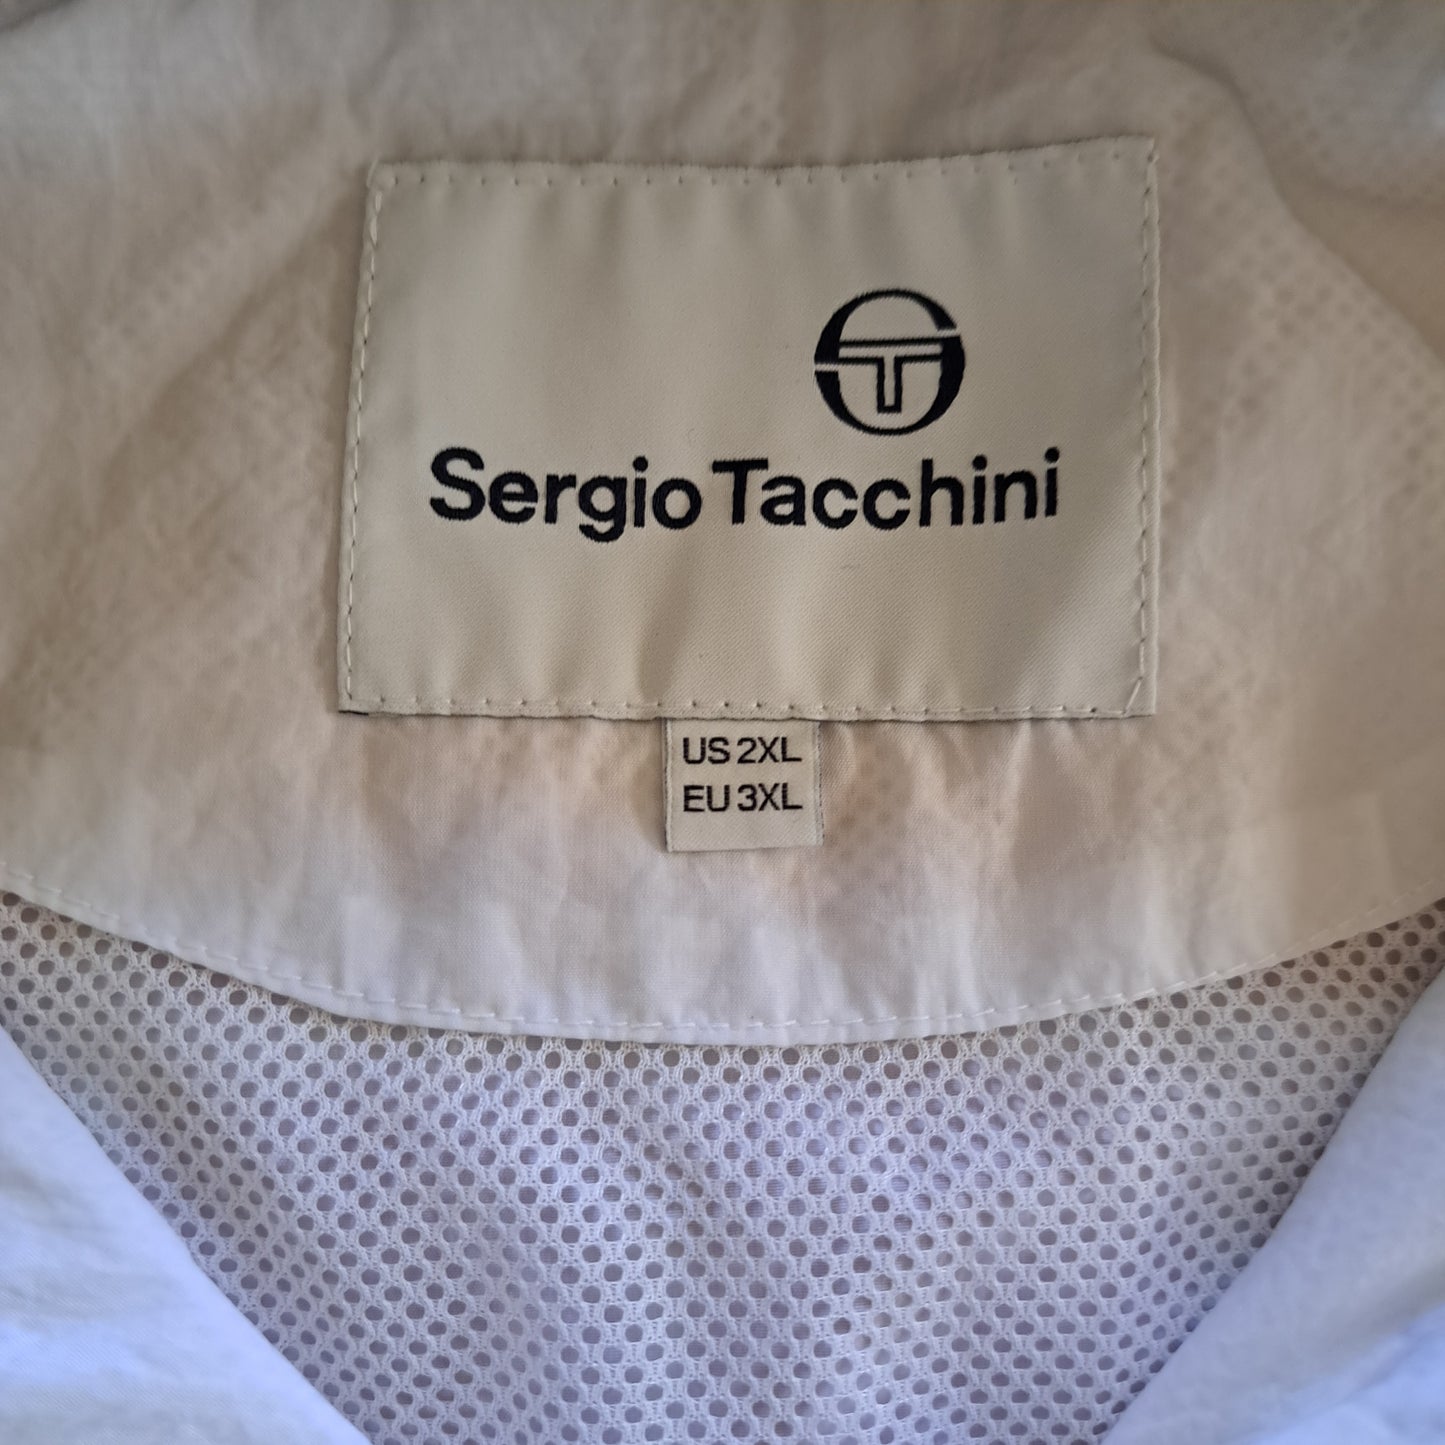 Sergio Tacchini
US 2XL
EU 3XL